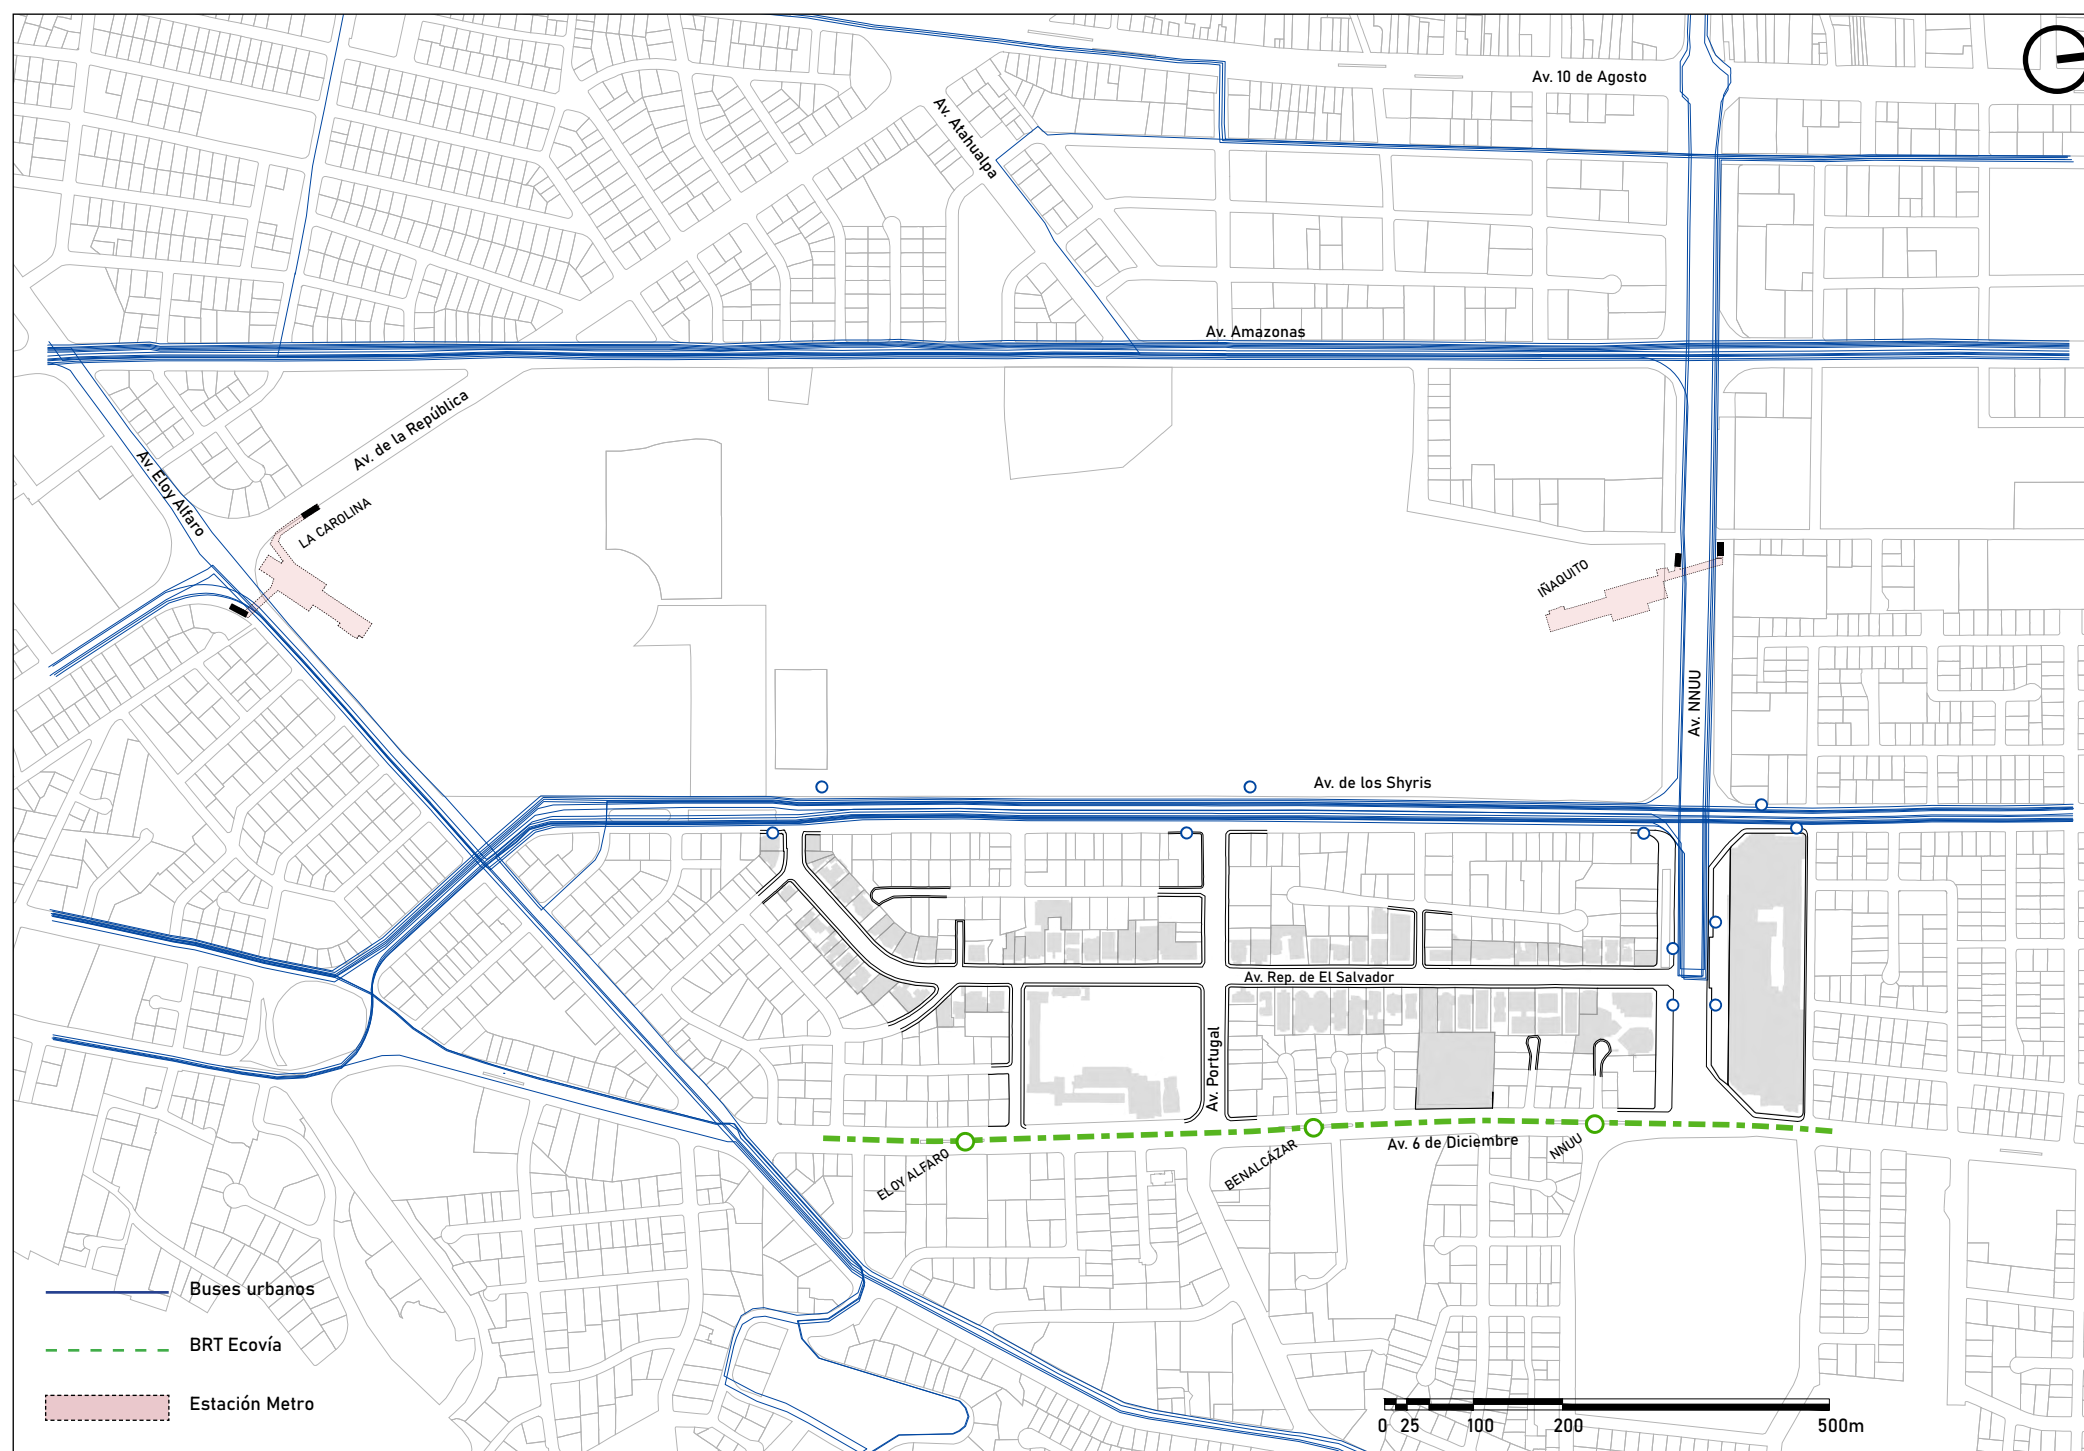 Av. 10 de Agosto
Av. Atahualpa
Av. Amazonas
Av. de la República
Av. Eloy Alfaro
LA CAROLINA
IÑAQUITO
Av. NNUU
Av. de los Shyris
Av. Rep. de El Salvador
Av. Portugal
Av. 6 de Diciembre
ELOY ALFARO
BENALCÁZAR
NNUU
Buses urbanos
BRT Ecovía
Estación Metro
0 25 100 200 500m